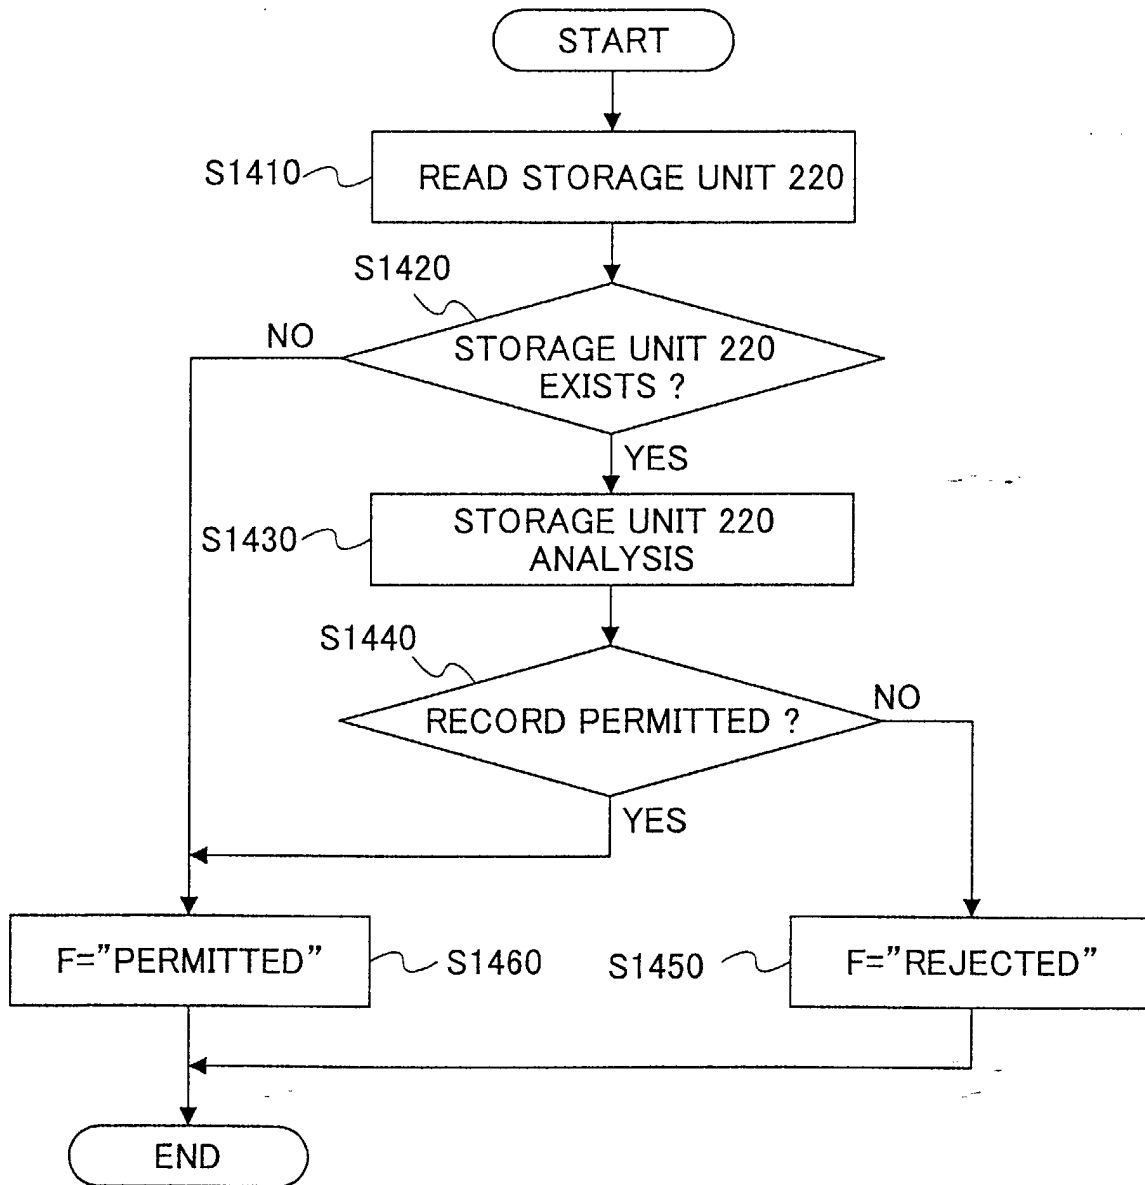 START
S1410
READ STORAGE UNIT 220
S1420
NO
STORAGE UNIT 220
EXISTS ?
YES
S1430
STORAGE UNIT 220
ANALYSIS
S1440
RECORD PERMITTED ?
NO
YES
F="PERMITTED"
S1460
S1450
F="REJECTED"
END